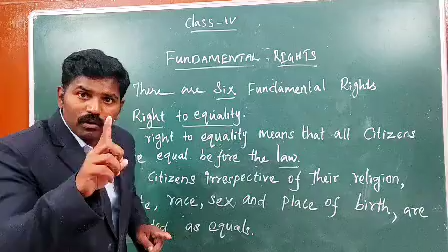 Class-IV
FUNDAMENTAL RIGHTS
There are Six Fundamental Rights
Right to equality.
right to equality means that all Citizens
equal before the law.
Citizens irrespective of their religion,
race, sex and place of birth, are
as equals.